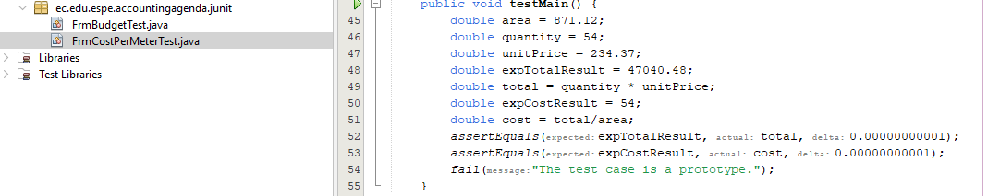 ec.edu.espe.accountingagenda.junit
FrmBudgetTest.java
FrmCostPerMeterTest.java
Libraries
Test Libraries
public void testMain() {
45 double area = 871.12;
46 double quantity = 54;
47 double unitPrice = 234.37;
48 double expTotalResult = 47040.48;
49 double total = quantity * unitPrice;
50 double expCostResult = 54;
51 double cost = total/area;
52 assertEquals(expected: expTotalResult, actual: total, delta: 0.00000000001);
53 assertEquals(expected: expCostResult, actual: cost, delta: 0.00000000001);
54 fail(message: "The test case is a prototype.");
55 }